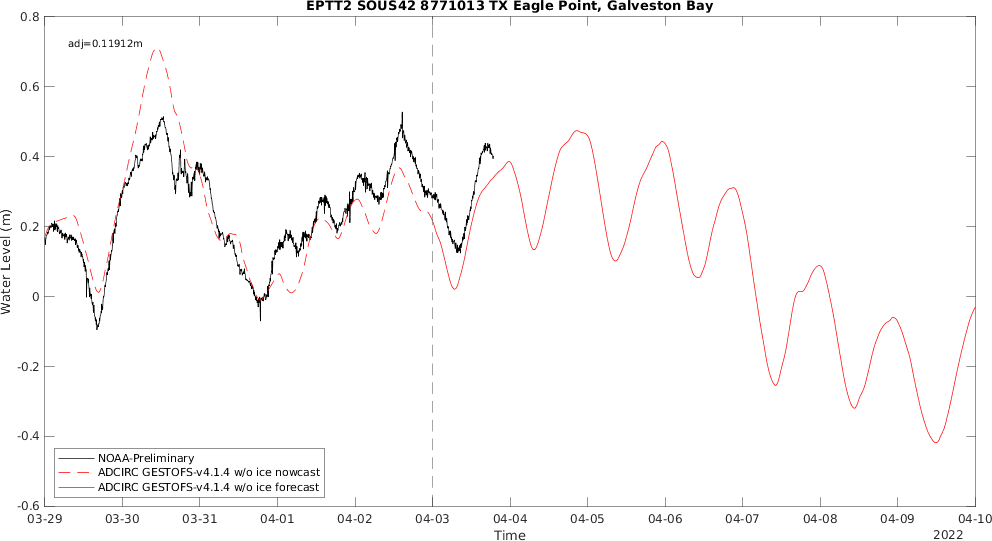 EPTT2 SOUS42 8771013 TX Eagle Point, Galveston Bay
adj=0.11912m
0.8
0.6
0.4
0.2
0
-0.2
-0.4
-0.6
Water Level (m)
NOAA-Preliminary
ADCIRC GESTOFS-v4.1.4 w/o ice nowcast
ADCIRC GESTOFS-v4.1.4 w/o ice forecast
03-29 03-30 03-31 04-01 04-02 04-03 04-04 04-05 04-06 04-07 04-08 04-09 04-10
Time
2022